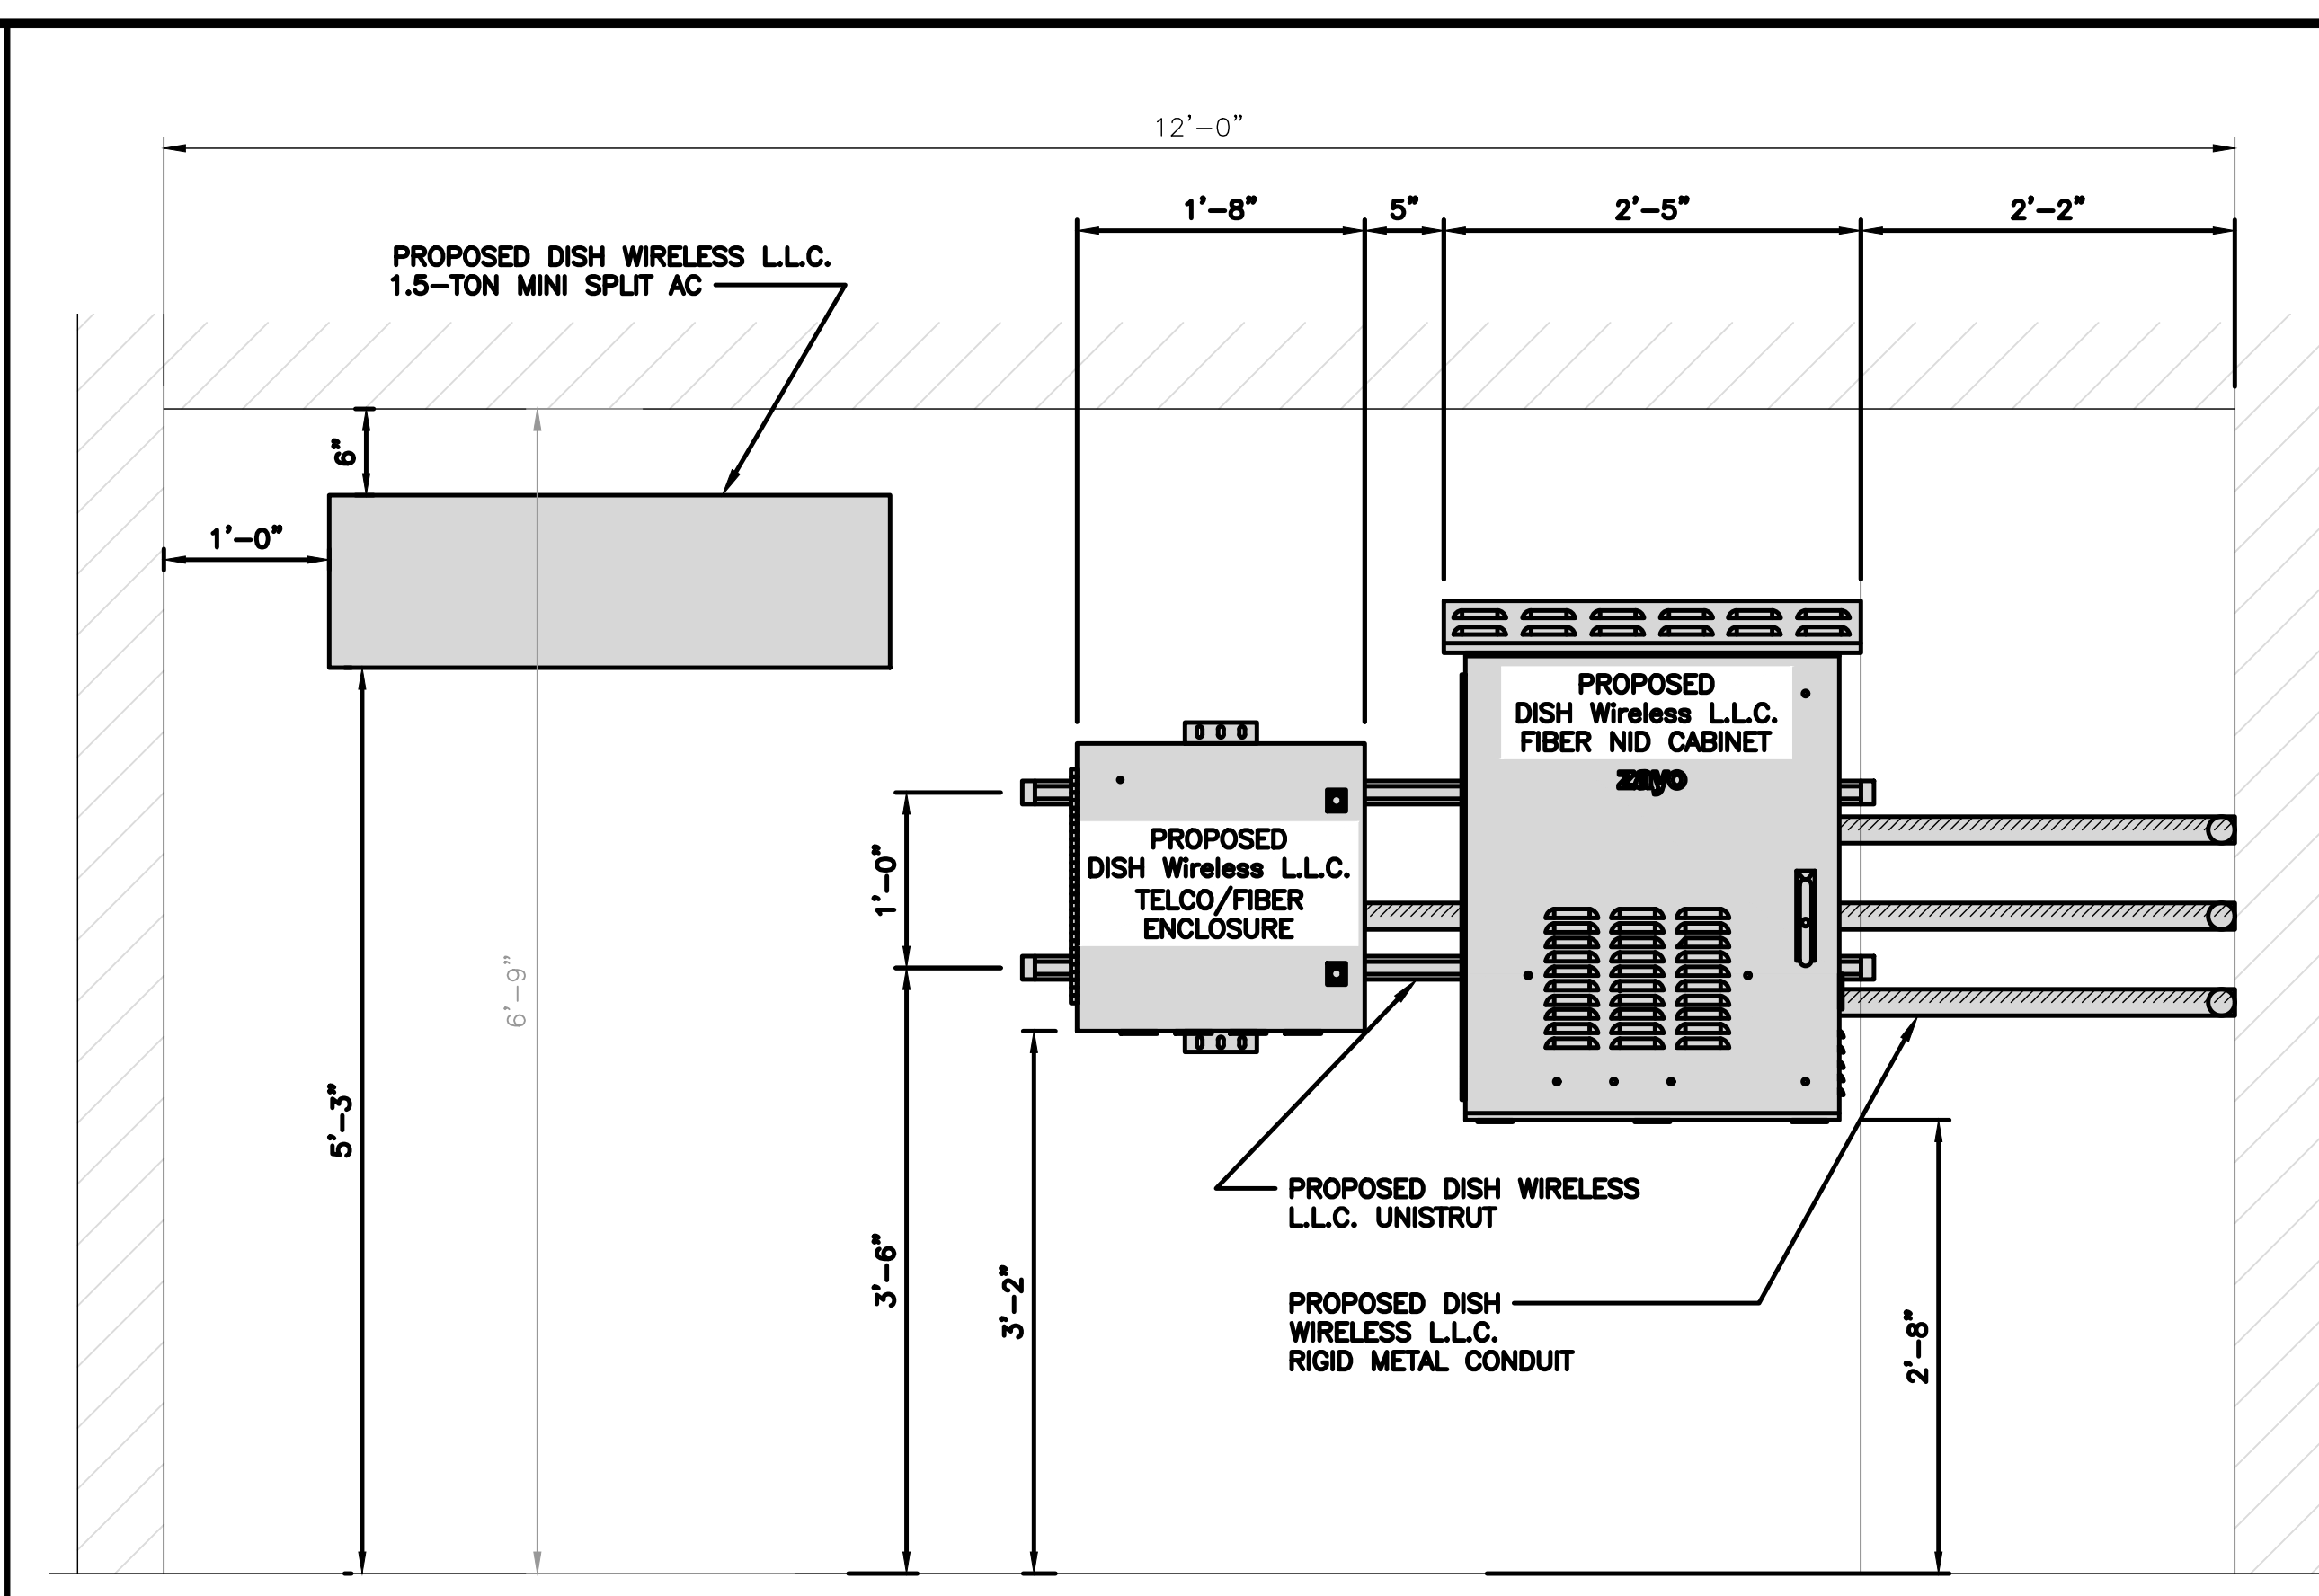 12'-0"
1'-8" 5" 2'-5" 2'-2"
PROPOSED DISH WIRELESS L.L.C.
1.5-TON MINI SPLIT AC
6"
1'-0"
PROPOSED
DISH Wireless L.L.C.
FIBER NID CABINET
zayo
PROPOSED
DISH Wireless L.L.C.
TELCO/FIBER
ENCLOSURE
1'-0"
6'-9"
5'-3"
PROPOSED DISH WIRELESS
L.L.C. UNISTRUT
3'-6"
3'-2"
PROPOSED DISH
WIRELESS L.L.C.
RIGID METAL CONDUIT
2'-8"